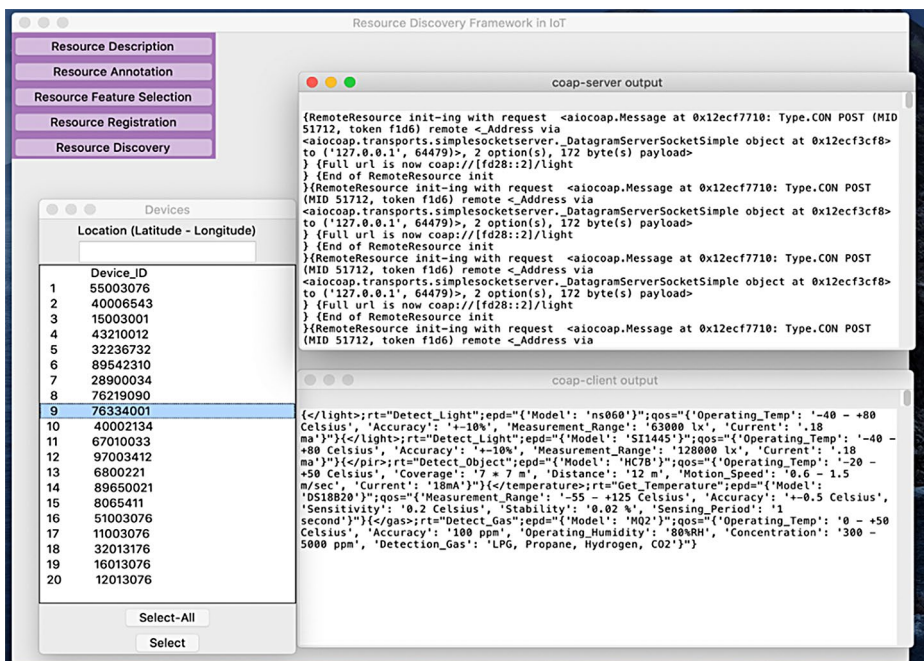 Resource Discovery Framework in IoT
Resource Description
Resource Annotation
Resource Feature Selection
Resource Registration
Resource Discovery
coap-server output
{RemoteResource init-ing with request  <aiocoap.Message at 0x12ecf7710: Type.CON POST (MID
51712, token f1d6) remote <_Address via
<aiocoap.transports.simplesocketserver._DatagramServerSocketSimple object at 0x12ecf3cf8>
to ('127.0.0.1', 64479)>, 2 option(s), 172 byte(s) payload>
} {Full url is now coap://[fd28::2]/light
} {End of RemoteResource init
}{RemoteResource init-ing with request  <aiocoap.Message at 0x12ecf7710: Type.CON POST
(MID 51712, token f1d6) remote <_Address via
<aiocoap.transports.simplesocketserver._DatagramServerSocketSimple object at 0x12ecf3cf8>
to ('127.0.0.1', 64479)>, 2 option(s), 172 byte(s) payload>
} {Full url is now coap://[fd28::2]/light
} {End of RemoteResource init
}{RemoteResource init-ing with request  <aiocoap.Message at 0x12ecf7710: Type.CON POST
(MID 51712, token f1d6) remote <_Address via
<aiocoap.transports.simplesocketserver._DatagramServerSocketSimple object at 0x12ecf3cf8>
to ('127.0.0.1', 64479)>, 2 option(s), 172 byte(s) payload>
} {Full url is now coap://[fd28::2]/light
} {End of RemoteResource init
}{RemoteResource init-ing with request  <aiocoap.Message at 0x12ecf7710: Type.CON POST
(MID 51712, token f1d6) remote <_Address via
Devices
Location (Latitude - Longitude)
Device_ID
1 55003076
2 40006543
3 15003001
4 43210012
5 32236732
6 89542310
7 28900034
8 76219090
9 76334001
10 40002134
11 67010033
12 97003412
13 6800221
14 89650021
15 8065411
16 51003076
17 11003076
18 32013176
19 16013076
20 12013076
Select-All
Select
coap-client output
{</light>;rt="Detect_Light";epd="{'Model': 'ns060'}";qos="{'Operating_Temp': '-40 - +80
Celsius', 'Accuracy': '+-10%', 'Measurement_Range': '63000 lx', 'Current': '.18
ma'}"}{</light>;rt="Detect_Light";epd="{'Model': 'SI1445'}";qos="{'Operating_Temp': '-40 -
+80 Celsius', 'Accuracy': '+-10%', 'Measurement_Range': '128000 lx', 'Current': '.18
ma'}"}{</pir>;rt="Detect_Object";epd="{'Model': 'HC7B'}";qos="{'Operating_Temp': '-20 -
+50 Celsius', 'Coverage': '7 * 7 m', 'Distance': '12 m', 'Motion_Speed': '0.6 - 1.5
m/sec', 'Current': '18mA'}"}{</temperature>;rt="Get_Temperature";epd="{'Model':
'DS18B20'}";qos="{'Measurement_Range': '-55 - +125 Celsius', 'Accuracy': '+-0.5 Celsius',
'Sensitivity': '0.2 Celsius', 'Stability': '0.02 %', 'Sensing_Period': '1
second'}"}{</gas>;rt="Detect_Gas";epd="{'Model': 'MQ2'}";qos="{'Operating_Temp': '0 - +50
Celsius', 'Accuracy': '100 ppm', 'Operating_Humidity': '80%RH', 'Concentration': '300 -
5000 ppm', 'Detection_Gas': 'LPG, Propane, Hydrogen, CO2'}"}